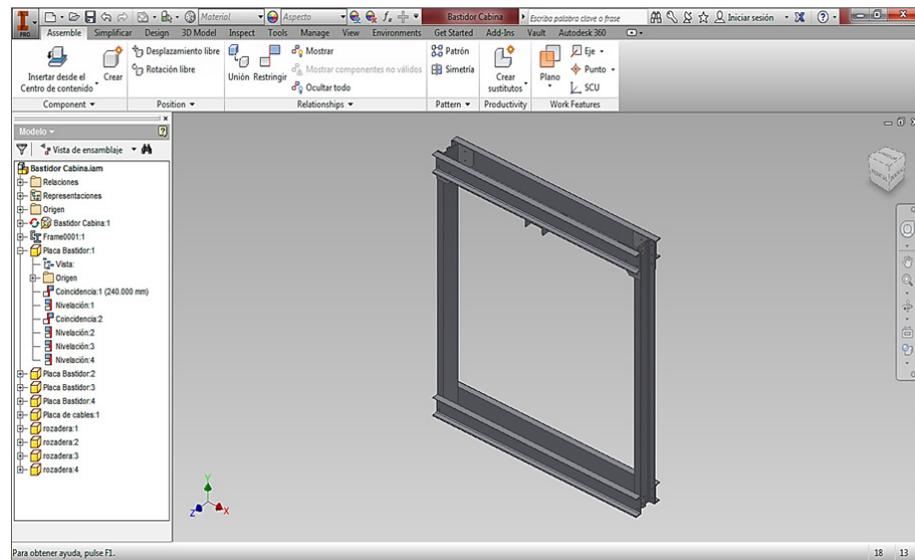 PRO
Material
Aspecto
Bastidor Cabina
Escriba palabra clave o frase
Iniciar sesión
Assemble Simplificar Design 3D Model Inspect Tools Manage View Environments Get Started Add-Ins Vault Autodesk 360
Insertar desde el
Centro de contenido
Crear
Desplazamiento libre
Rotación libre
Unión Restringir
Mostrar
Mostrar componentes no válidos
Ocultar todo
Patrón
Simetría
Crear
sustitutos
Plano
Eje
Punto
SCU
Component Position Relationships Pattern Productivity Work Features
Modelo
Vista de ensamblaje
Bastidor Cabina.iam
Relaciones
Representaciones
Origen
Bastidor Cabina:1
Frame0001:1
Placa Bastidor:1
Vista:
Origen
Coincidencia:1 (240.000 mm)
Nivelación:1
Coincidencia:2
Nivelación:2
Nivelación:3
Nivelación:4
Placa Bastidor:2
Placa Bastidor:3
Placa Bastidor:4
Placa de cables:1
rozadera:1
rozadera:2
rozadera:3
rozadera:4
Y
Z
X
Para obtener ayuda, pulse F1.
18 13